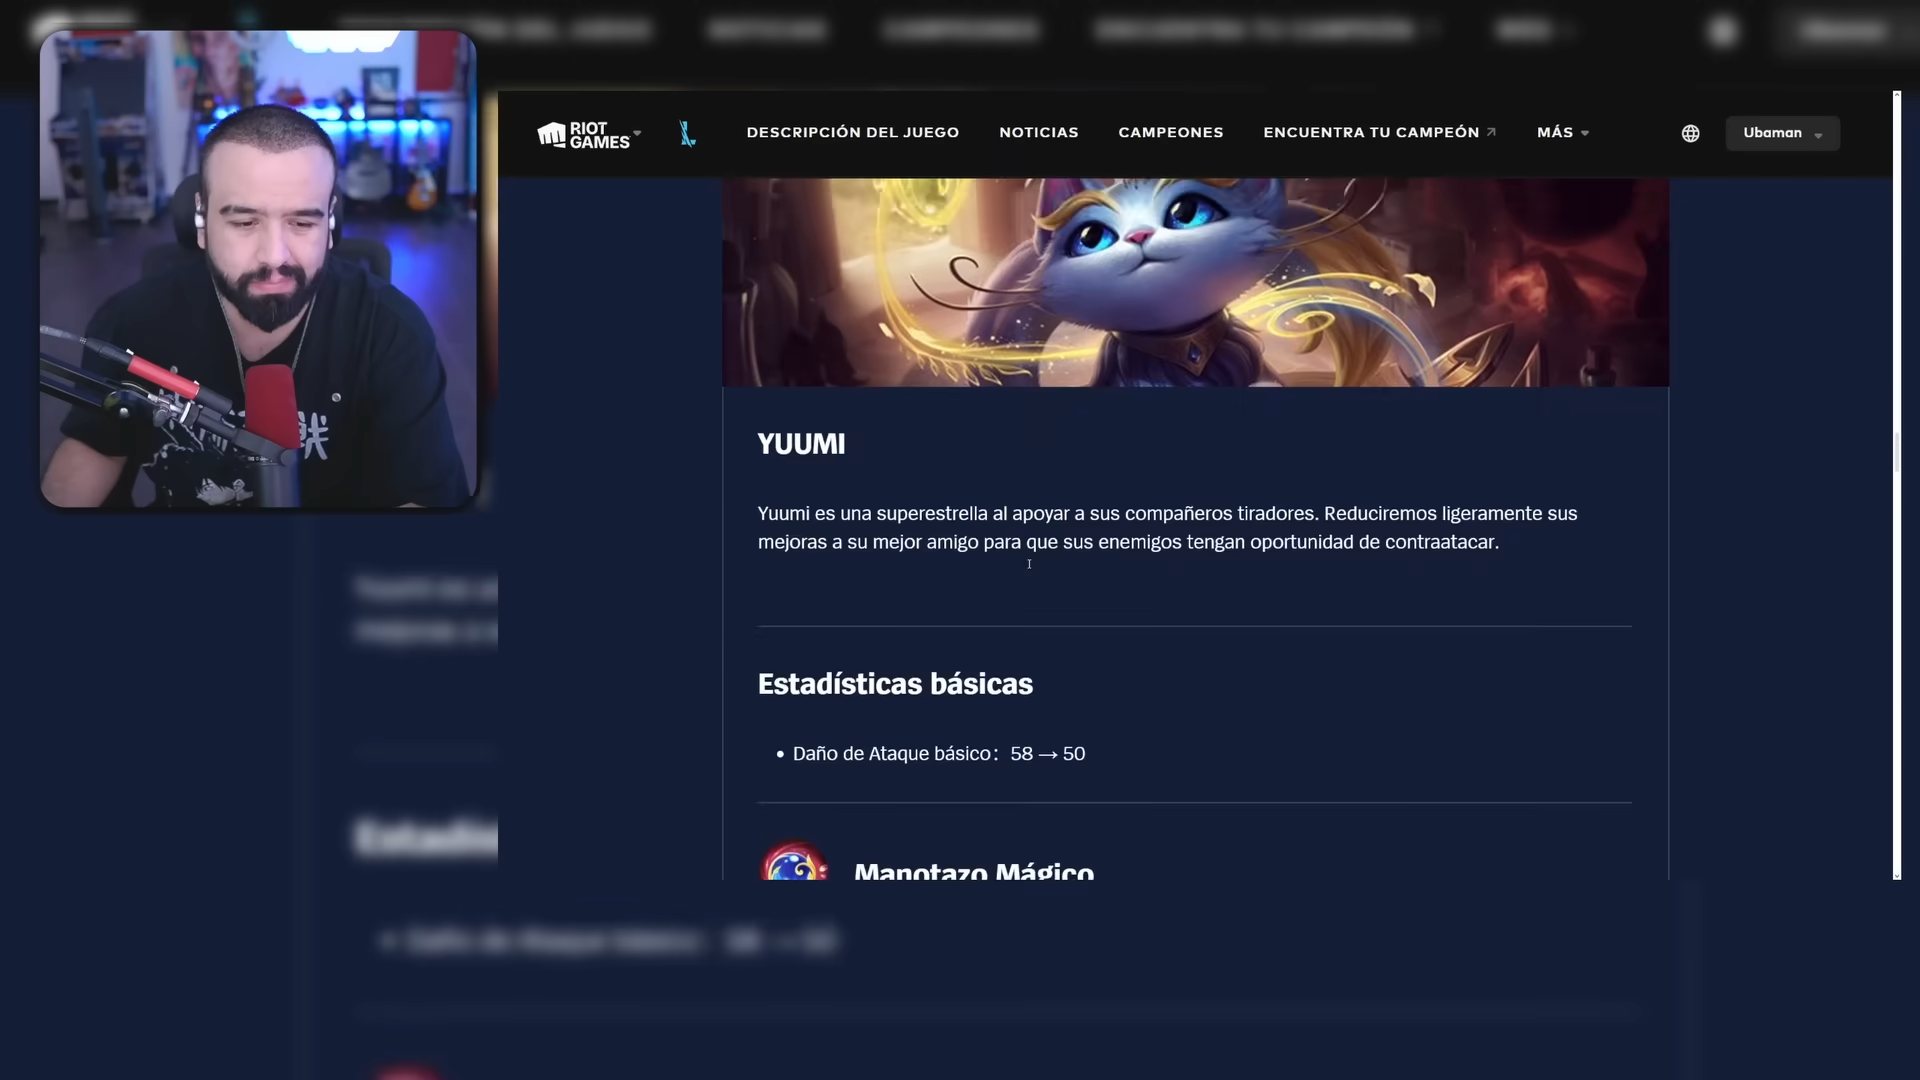 RIOT GAMES
DESCRIPCIÓN DEL JUEGO
NOTICIAS
CAMPEONES
ENCUENTRA TU CAMPEÓN
MÁS
Ubaman
YUUMI
Yuumi es una superestrella al apoyar a sus compañeros tiradores. Reduciremos ligeramente sus
mejoras a su mejor amigo para que sus enemigos tengan oportunidad de contraatacar.
Estadísticas básicas
• Daño de Ataque básico: 58 → 50
Manotazo Mágico